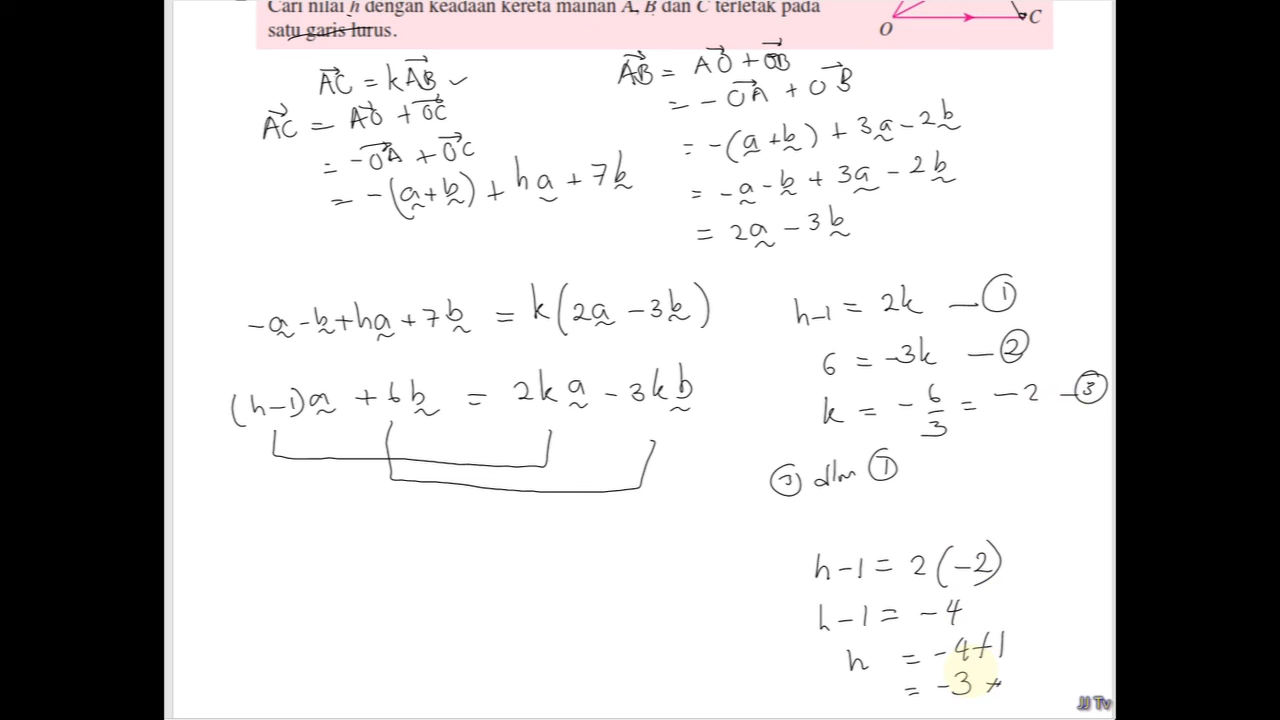 Cari nilai h dengan keadaan kereta mainan A, B dan C terletak pada
satu garis lurus.
O
C
→AC = k→AB ✓
→AC = →AO + →OC
= -→OA + →OC
= -(a̰+b̰) + ha̰ + 7b̰
→AB = →AO + →OB
= -→OA + →OB
= -(a̰+b̰) + 3a̰ - 2b̰
= -a̰ - b̰ + 3a̰ - 2b̰
= 2a̰ - 3b̰
-a̰ - b̰ + ha̰ + 7b̰ = k(2a̰ - 3b̰)
(h-1)a̰ + 6b̰ = 2ka̰ - 3kb̰
h-1 = 2k — ①
6 = -3k — ②
k = -6/3 = -2 — ③
③ dlm ①
h-1 = 2(-2)
h-1 = -4
h = -4+1
= -3
JJ Tv